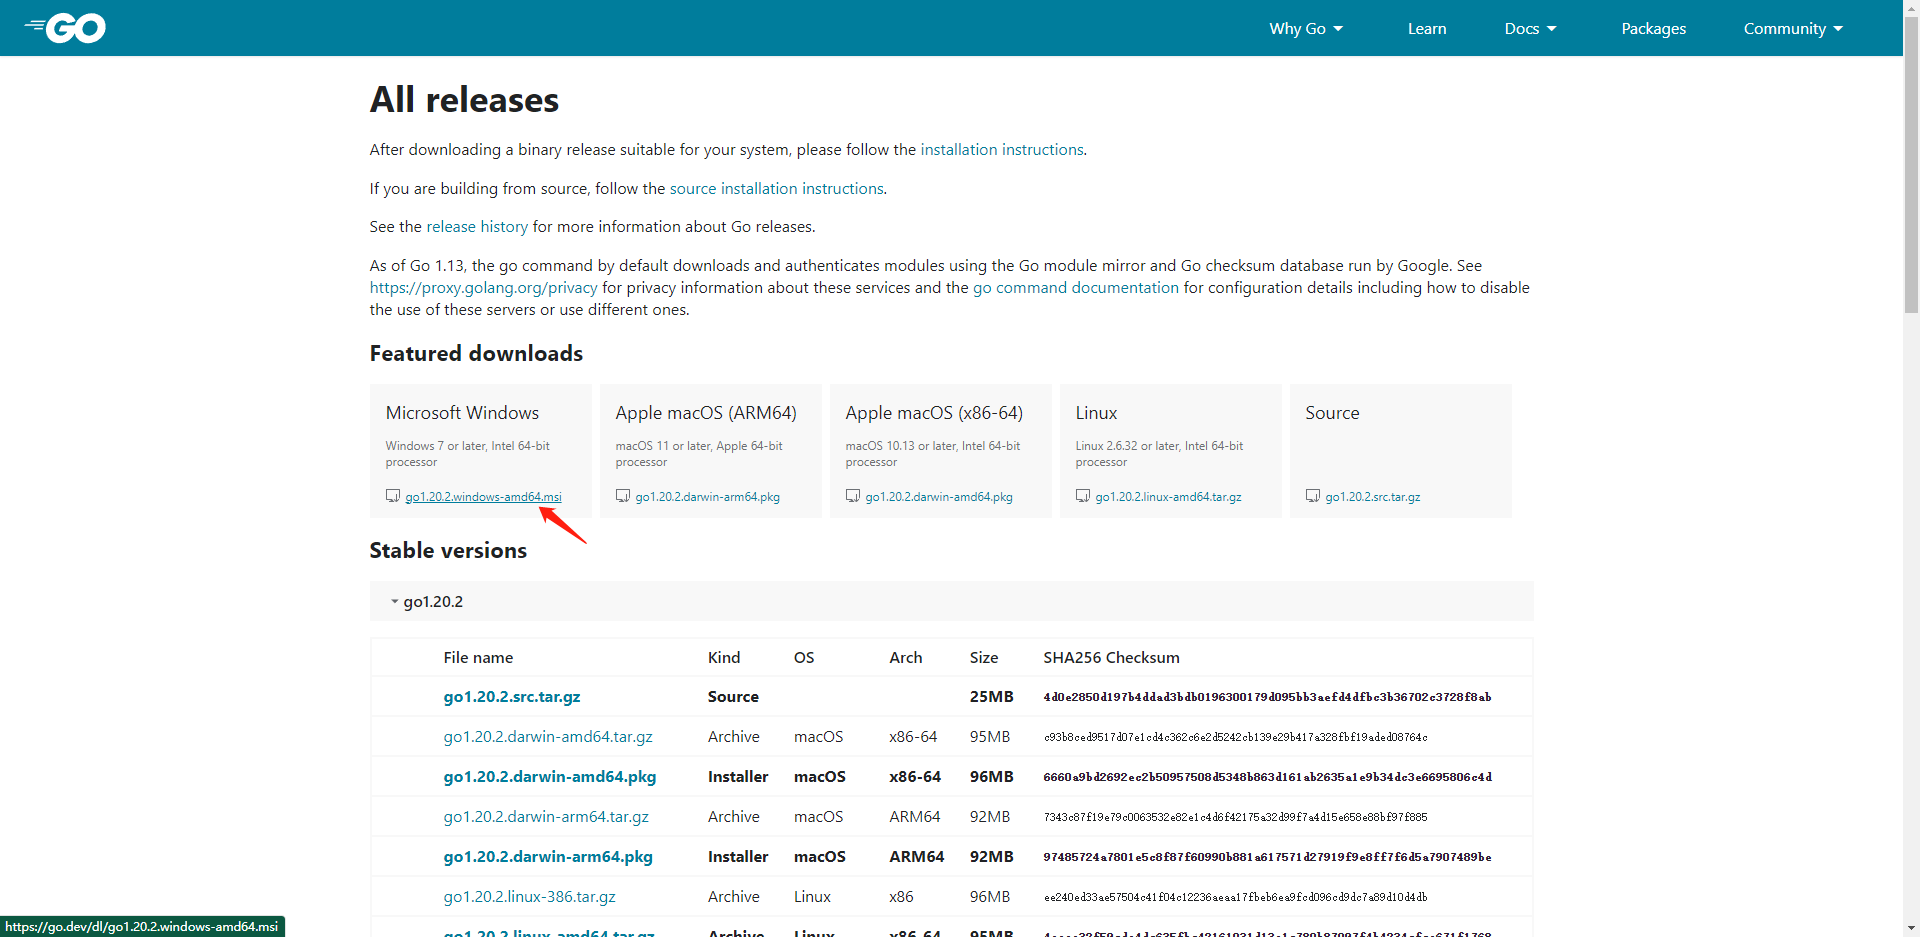 GO
Why Go
Learn
Docs
Packages
Community
All releases
After downloading a binary release suitable for your system, please follow the installation instructions.
If you are building from source, follow the source installation instructions.
See the release history for more information about Go releases.
As of Go 1.13, the go command by default downloads and authenticates modules using the Go module mirror and Go checksum database run by Google. See
https://proxy.golang.org/privacy for privacy information about these services and the go command documentation for configuration details including how to disable
the use of these servers or use different ones.
Featured downloads
Microsoft Windows
Windows 7 or later, Intel 64-bit
processor
go1.20.2.windows-amd64.msi
Apple macOS (ARM64)
macOS 11 or later, Apple 64-bit
processor
go1.20.2.darwin-arm64.pkg
Apple macOS (x86-64)
macOS 10.13 or later, Intel 64-bit
processor
go1.20.2.darwin-amd64.pkg
Linux
Linux 2.6.32 or later, Intel 64-bit
processor
go1.20.2.linux-amd64.tar.gz
Source
go1.20.2.src.tar.gz
Stable versions
go1.20.2
File name Kind OS Arch Size SHA256 Checksum
go1.20.2.src.tar.gz Source 25MB 4d0e2850d197b4ddad3bdb0196300179d095bb3aefd4dfbc3b36702c3728f8ab
go1.20.2.darwin-amd64.tar.gz Archive macOS x86-64 95MB c93b8ced9517d07e1cd4c362c6e2d5242cb139e29b417a328fbf19aded08764c
go1.20.2.darwin-amd64.pkg Installer macOS x86-64 96MB 6660a9bd2692ec2b50957508d5348b863d161ab2635a1e9b34dc3e6695806c4d
go1.20.2.darwin-arm64.tar.gz Archive macOS ARM64 92MB 7343c87f19e79c0063532e82e1c4d6f42175a32d99f7a4d15e658e88bf97f885
go1.20.2.darwin-arm64.pkg Installer macOS ARM64 92MB 97485724a7801e5c8f87f60990b881a617571d27919f9e8ff7f6d5a7907489be
go1.20.2.linux-386.tar.gz Archive Linux x86 96MB ee240ed33ae57504c41f04c12236aeaa17fbeb6ea9fcd096cd9dc7a89d10d4db
go1.20.2.linux-amd64.tar.gz Archive Linux x86-64 95MB
https://go.dev/dl/go1.20.2.windows-amd64.msi